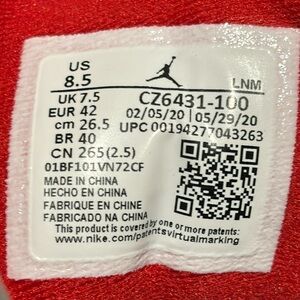 US
8.5
LNM
UK 7.5
EUR 42
cm 26.5
BR 40
CN 265(2.5)
CZ6431-100
02/05/20 | 05/29/20
UPC 00194277043263
01BF101VN72CF
MADE IN CHINA
HECHO EN CHINA
FABRIQUE EN CHINE
FABRICADO NA CHINA
This product is covered by one or more patents:
www.nike.com/patentsvirtualmarking